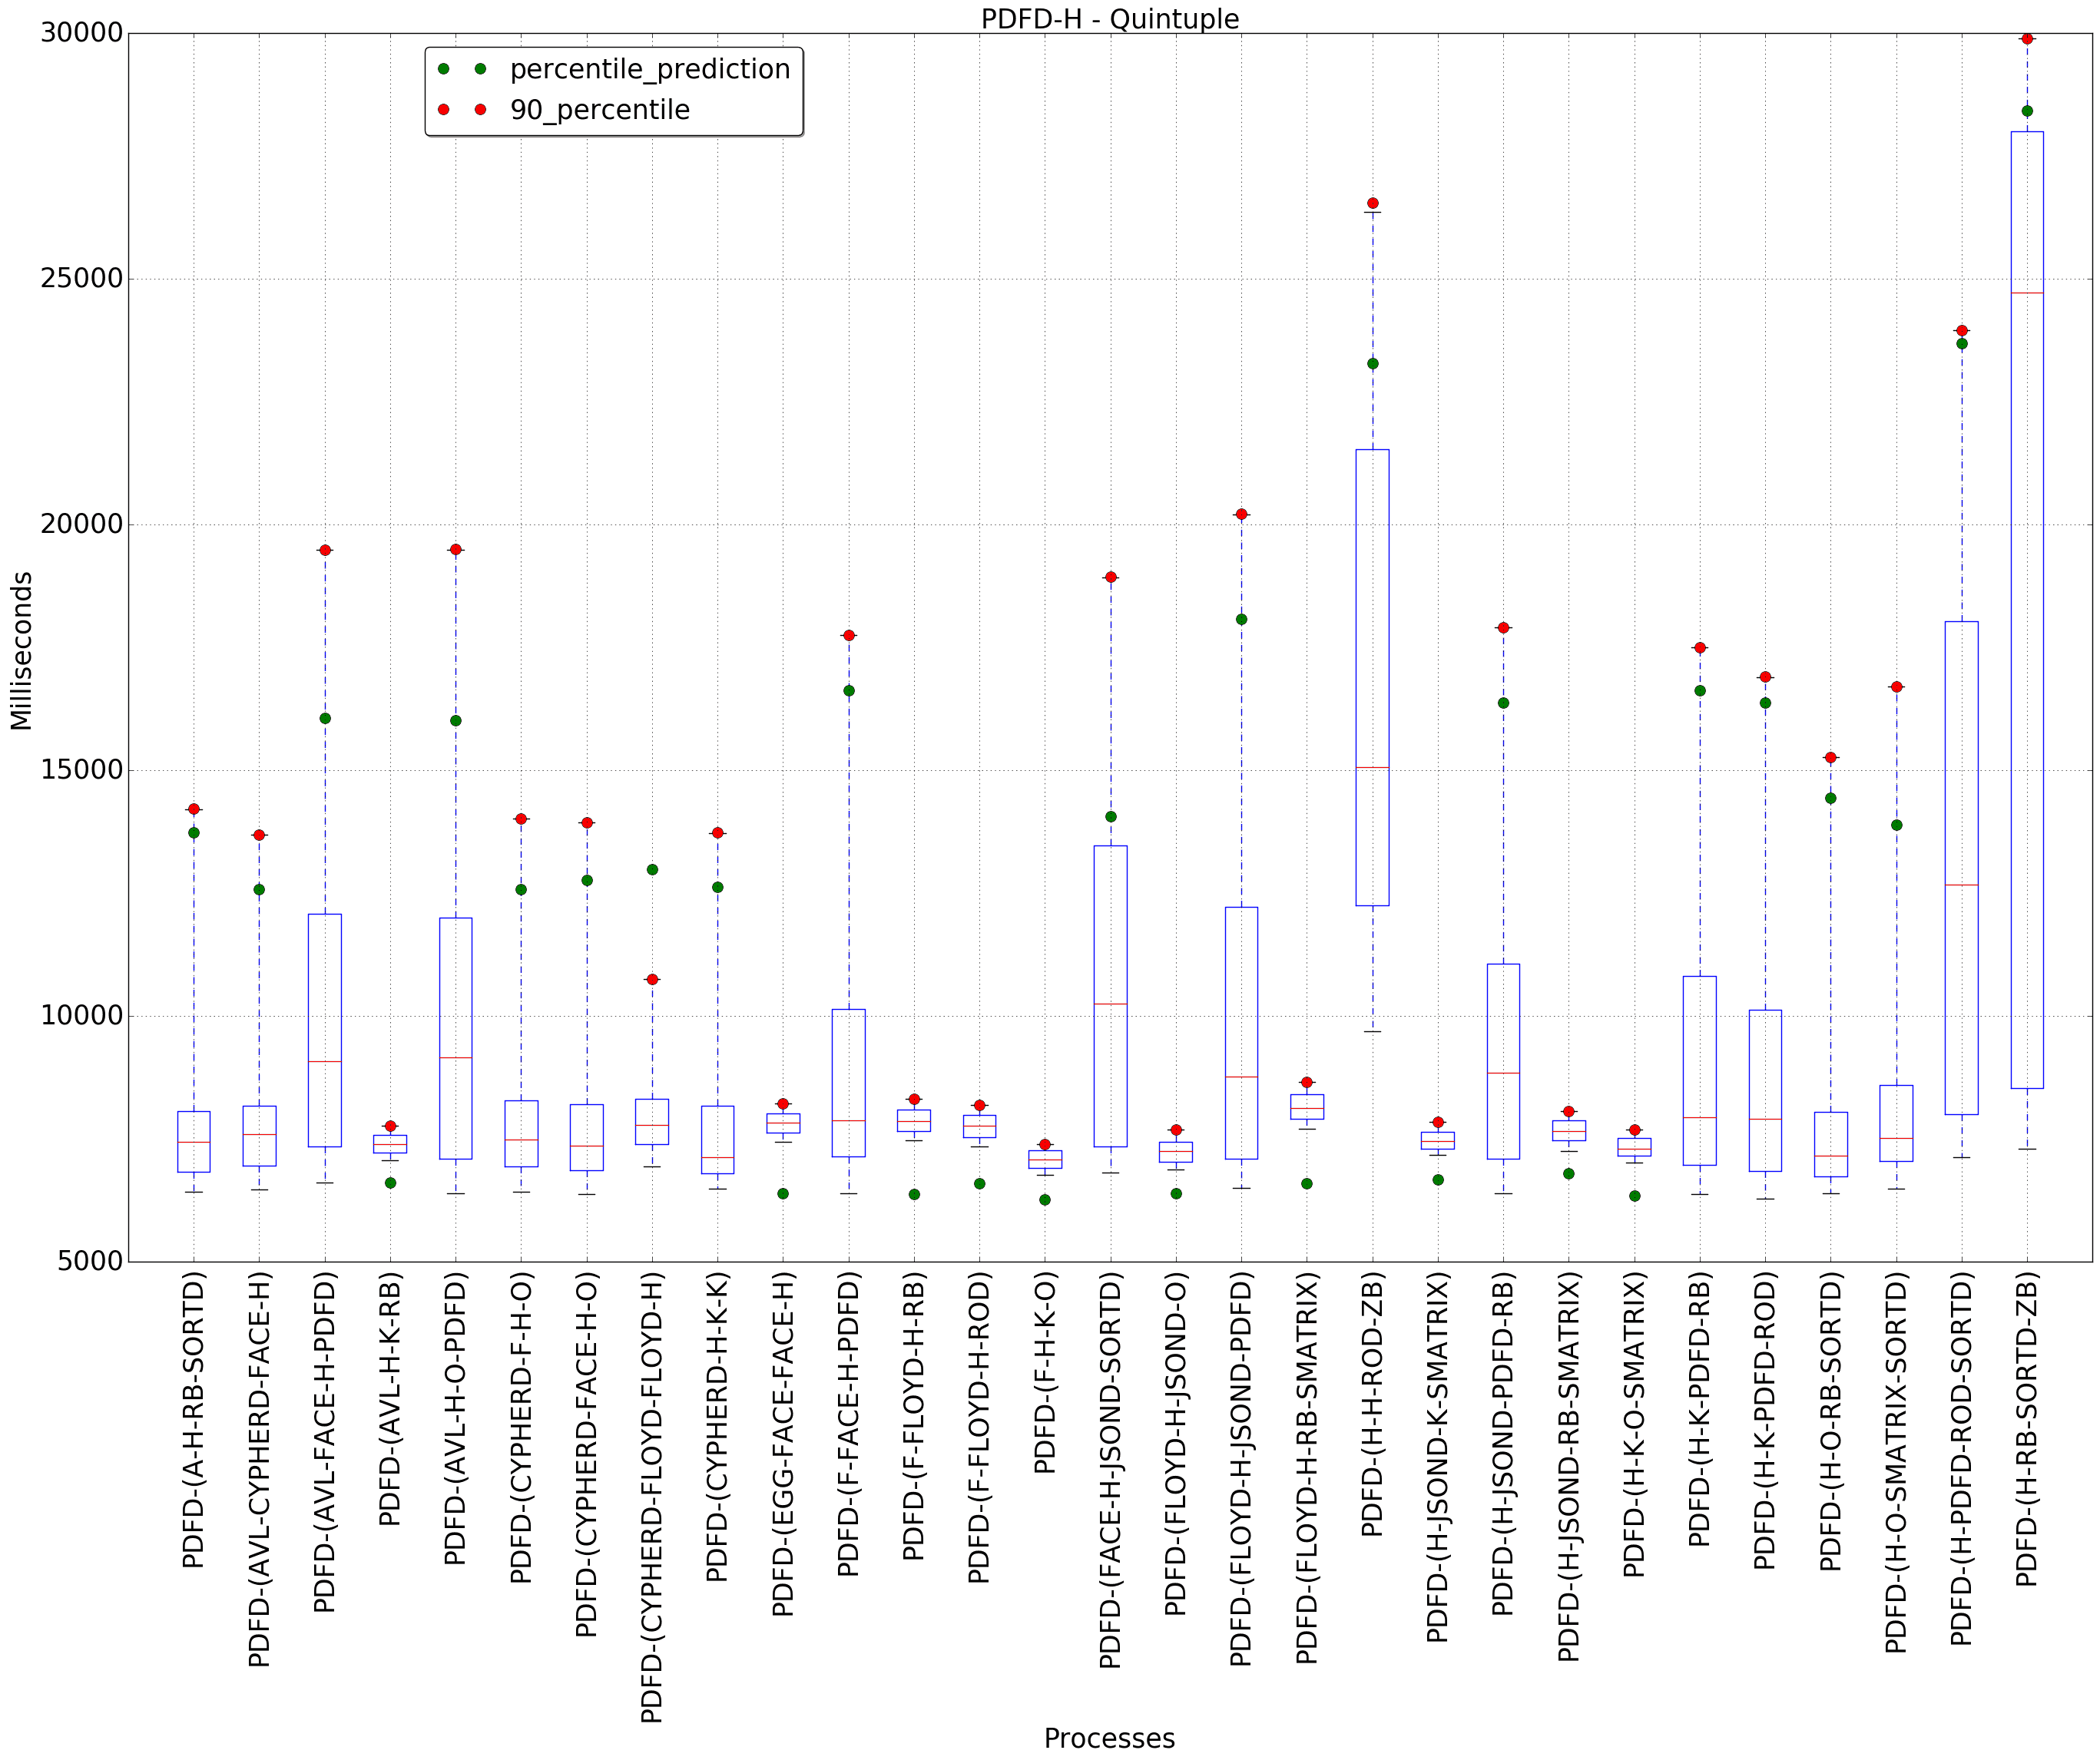 PDFD-H - Quintuple
percentile_prediction
90_percentile
30000
25000
20000
15000
10000
5000
Milliseconds
PDFD-(A-H-RB-SORTD)
PDFD-(AVL-CYPHERD-FACE-H)
PDFD-(AVL-FACE-H-PDFD)
PDFD-(AVL-H-K-RB)
PDFD-(AVL-H-O-PDFD)
PDFD-(CYPHERD-F-H-O)
PDFD-(CYPHERD-FACE-H-O)
PDFD-(CYPHERD-FLOYD-FLOYD-H)
PDFD-(CYPHERD-H-K-K)
PDFD-(EGG-FACE-FACE-H)
PDFD-(F-FACE-H-PDFD)
PDFD-(F-FLOYD-H-RB)
PDFD-(F-FLOYD-H-ROD)
PDFD-(F-H-K-O)
PDFD-(FACE-H-JSOND-SORTD)
PDFD-(FLOYD-H-JSOND-O)
PDFD-(FLOYD-H-JSOND-PDFD)
PDFD-(FLOYD-H-RB-SMATRIX)
PDFD-(H-H-ROD-ZB)
PDFD-(H-JSOND-K-SMATRIX)
PDFD-(H-JSOND-PDFD-RB)
PDFD-(H-JSOND-RB-SMATRIX)
PDFD-(H-K-O-SMATRIX)
PDFD-(H-K-PDFD-RB)
PDFD-(H-K-PDFD-ROD)
PDFD-(H-O-RB-SORTD)
PDFD-(H-O-SMATRIX-SORTD)
PDFD-(H-PDFD-ROD-SORTD)
PDFD-(H-RB-SORTD-ZB)
Processes